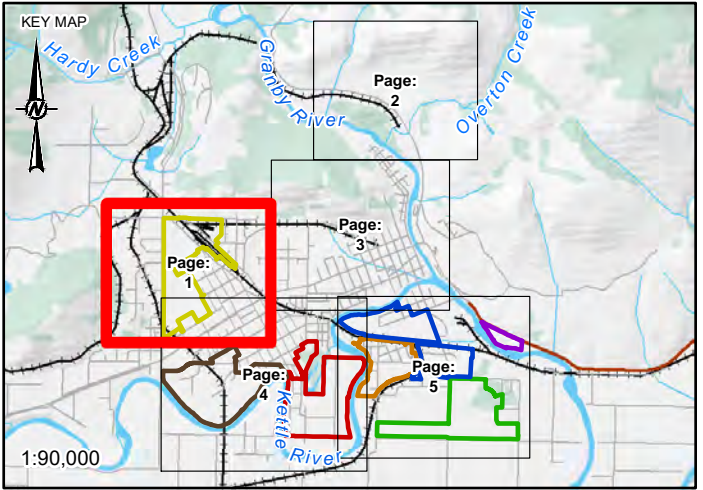 KEY MAP
Hardy Creek
Granby River
Overton Creek
N
Page:
2
Page:
3
Page:
1
Page:
4
Page:
5
Kettle River
1:90,000